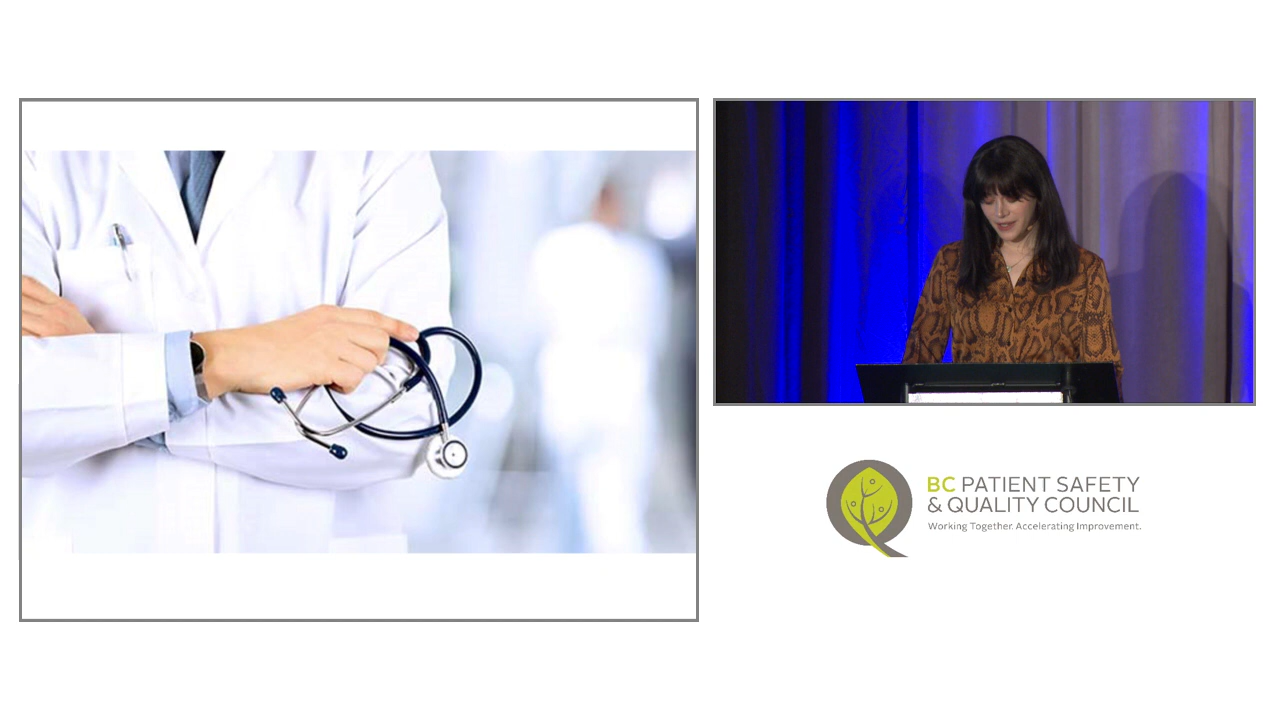 BC PATIENT SAFETY
& QUALITY COUNCIL
Working Together. Accelerating Improvement.